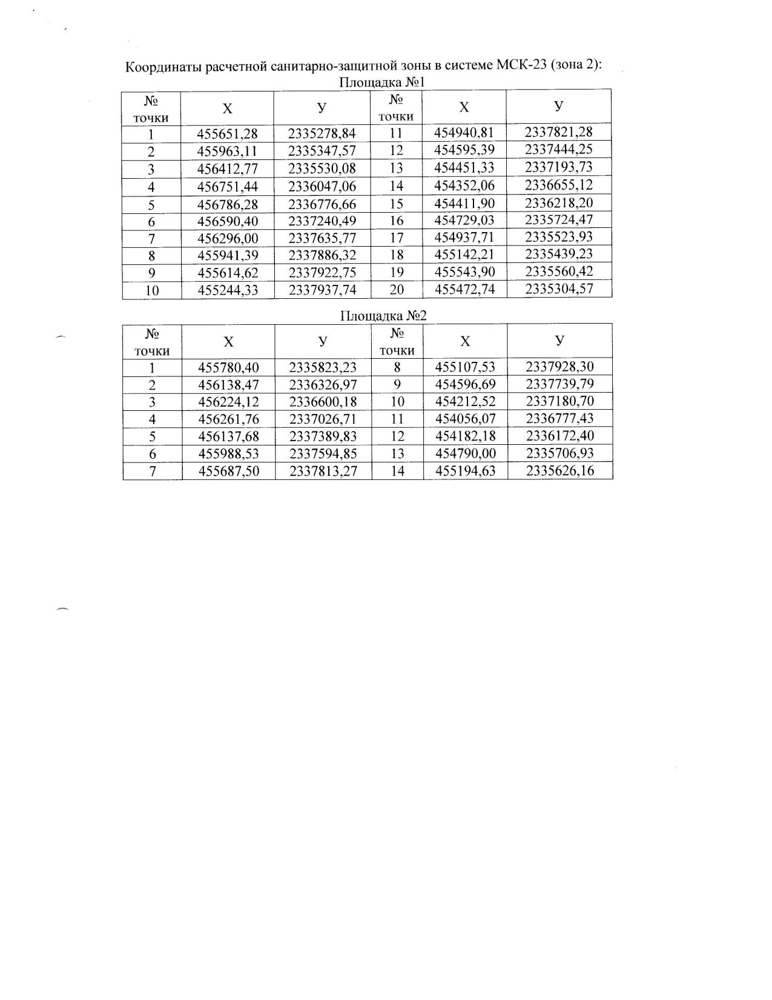 Координаты расчетной санитарно-защитной зоны в системе МСК-23 (зона 2):
Площадка №1
№ точки X У № точки X У
1 455651,28 2335278,84 11 454940,81 2337821,28
2 455963,11 2335347,57 12 454595,39 2337444,25
3 456412,77 2335530,08 13 454451,33 2337193,73
4 456751,44 2336047,06 14 454352,06 2336655,12
5 456786,28 2336776,66 15 454411,90 2336218,20
6 456590,40 2337240,49 16 454729,03 2335724,47
7 456296,00 2337635,77 17 454937,71 2335523,93
8 455941,39 2337886,32 18 455142,21 2335439,23
9 455614,62 2337922,75 19 455543,90 2335560,42
10 455244,33 2337937,74 20 455472,74 2335304,57
Площадка №2
№ точки X У № точки X У
1 455780,40 2335823,23 8 455107,53 2337928,30
2 456138,47 2336326,97 9 454596,69 2337739,79
3 456224,12 2336600,18 10 454212,52 2337180,70
4 456261,76 2337026,71 11 454056,07 2336777,43
5 456137,68 2337389,83 12 454182,18 2336172,40
6 455988,53 2337594,85 13 454790,00 2335706,93
7 455687,50 2337813,27 14 455194,63 2335626,16